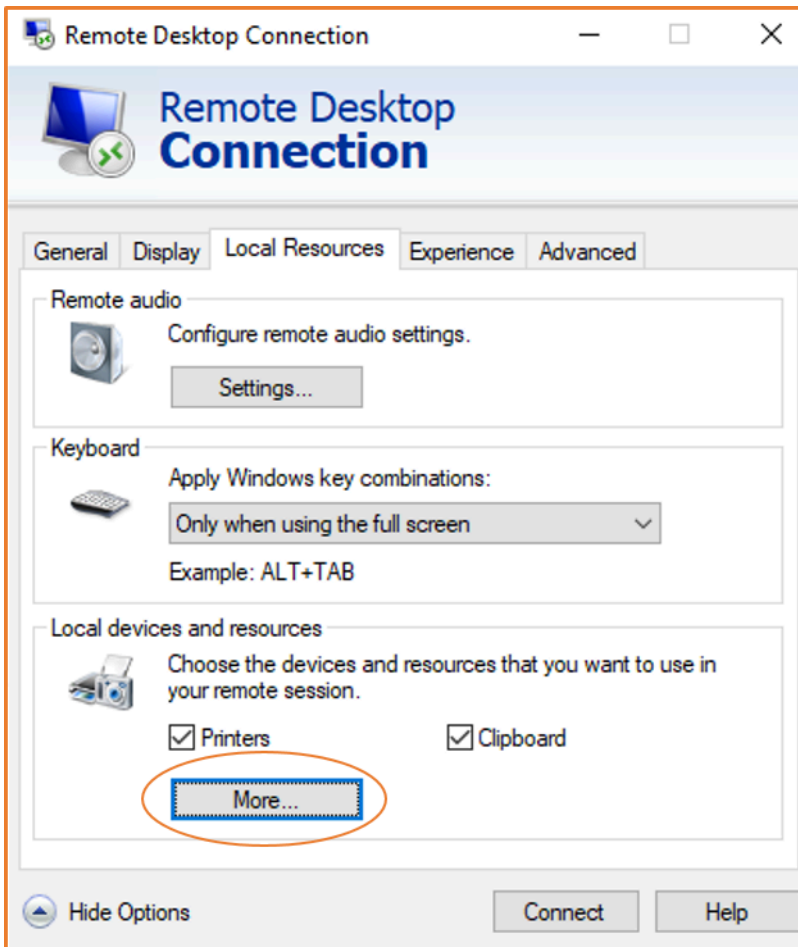 Remote Desktop Connection
Remote Desktop
Connection
General Display Local Resources Experience Advanced
Remote audio
Configure remote audio settings.
Settings...
Keyboard
Apply Windows key combinations:
Only when using the full screen
Example: ALT+TAB
Local devices and resources
Choose the devices and resources that you want to use in
your remote session.
Printers Clipboard
More...
Hide Options Connect Help